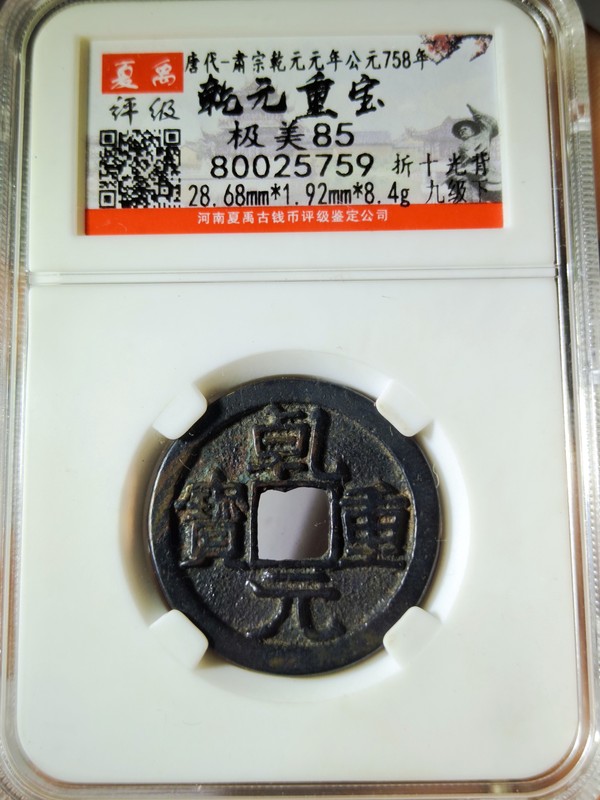 夏禹
评级
唐代-肃宗乾元元年公元758年
乾元重宝
极美85
80025759 折十光背
28.68mm*1.92mm*8.4g 九级下
河南夏禹古钱币评级鉴定公司
乾元重寶